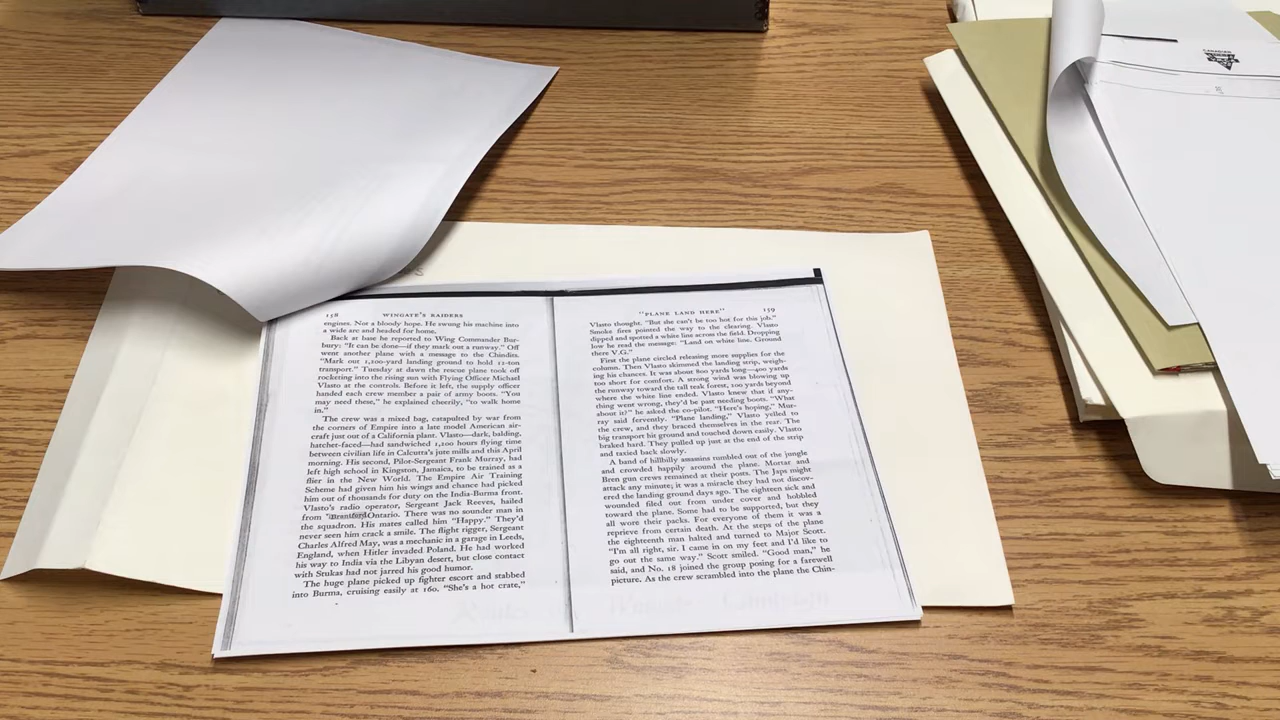 158 WINGATE'S RAIDERS
engines. Not a bloody hope. He swung his machine into
a wide arc and headed for home.
Back at base he reported to Wing Commander Bur-
bury: "It can be done—if they mark out a runway." Off
went another plane with a message to the Chindits.
"Mark out 1,200-yard landing ground to hold 12-ton
transport." Tuesday at dawn the rescue plane took off
rocketing into the rising sun with Flying Officer Michael
Vlasto at the controls. Before it left, the supply officer
handed each crew member a pair of army boots. "You
may need these," he explained cheerily, "to walk home
in."
The crew was a mixed bag, catapulted by war from
the corners of Empire into a late model American air-
craft just out of a California plant. Vlasto—dark, balding,
hatchet-faced—had sandwiched 1,100 hours flying time
between civilian life in Calcutta's jute mills and this April
morning. His second, Pilot-Sergeant Frank Murray, had
left high school in Kingston, Jamaica, to be trained as a
flier in the New World. The Empire Air Training
Scheme had given him his wings and chance had picked
him out of thousands for duty on the India-Burma front.
Vlasto's radio operator, Sergeant Jack Reeves, hailed
from Brantford Ontario. There was no sounder man in
the squadron. His mates called him "Happy." They'd
never seen him crack a smile. The flight rigger, Sergeant
Charles Alfred May, was a mechanic in a garage in Leeds,
England, when Hitler invaded Poland. He had worked
his way to India via the Libyan desert, but close contact
with Stukas had not jarred his good humor.
The huge plane picked up fighter escort and stabbed
into Burma, cruising easily at 160. "She's a hot crate,"
"PLANE LAND HERE" 159
Vlasto thought. "But she can't be too hot for this job."
Smoke fires pointed the way to the clearing. Vlasto
dipped and spotted a white line across the field. Dropping
low he read the message: "Land on white line. Ground
there V.G."
First the plane circled releasing more supplies for the
column. Then Vlasto skimmed the landing strip, weigh-
ing his chances. It was about 800 yards long—400 yards
too short for comfort. A strong wind was blowing up
the runway toward the tall teak forest, 100 yards beyond
where the white line ended. Vlasto knew that if any-
thing went wrong, they'd be past needing boots. "What
about it?" he asked the co-pilot. "Here's hoping," Mur-
ray said fervently. "Plane landing," Vlasto yelled to
the crew, and they braced themselves in the rear. The
big transport hit ground and touched down easily. Vlasto
braked hard. They pulled up just at the end of the strip
and taxied back slowly.
A band of hillbilly assassins tumbled out of the jungle
and crowded happily around the plane. Mortar and
Bren gun crews remained at their posts. The Japs might
attack any minute; it was a miracle they had not discov-
ered the landing ground days ago. The eighteen sick and
wounded filed out from under cover and hobbled
toward the plane. Some had to be supported, but they
all wore their packs. For everyone of them it was a
reprieve from certain death. At the steps of the plane
the eighteenth man halted and turned to Major Scott.
"I'm all right, sir. I came in on my feet and I'd like to
go out the same way." Scott smiled. "Good man," he
said, and No. 18 joined the group posing for a farewell
picture. As the crew scrambled into the plane the Chin-
CANADIAN